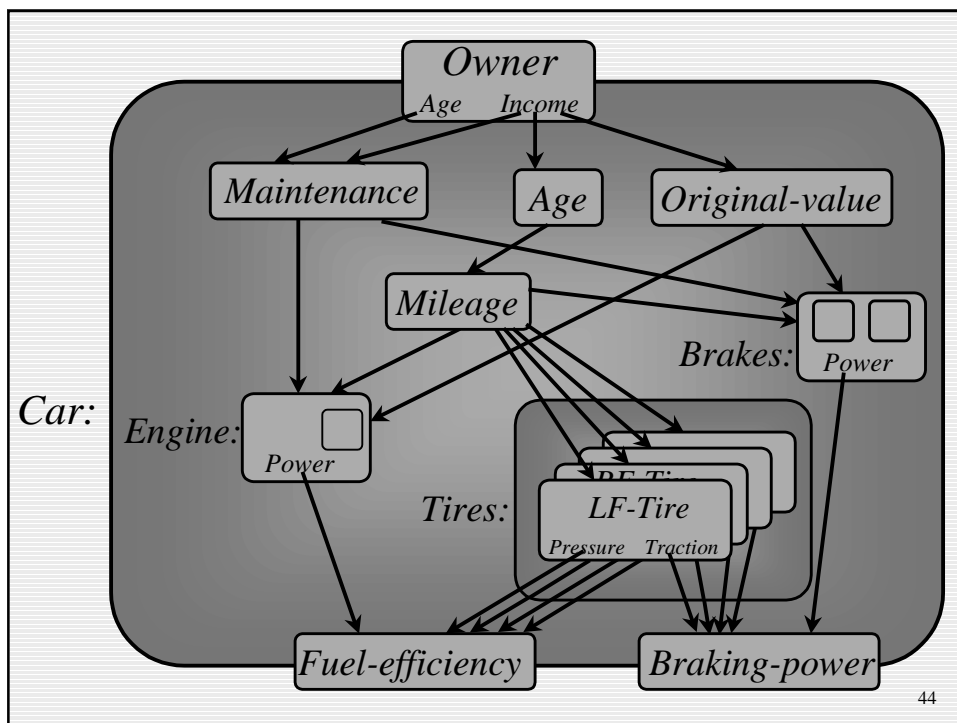 Owner
Age Income
Maintenance
Age
Original-value
Mileage
Brakes:
Power
Car:
Engine:
Power
Tires:
LF-Tire
Pressure Traction
Fuel-efficiency
Braking-power
44